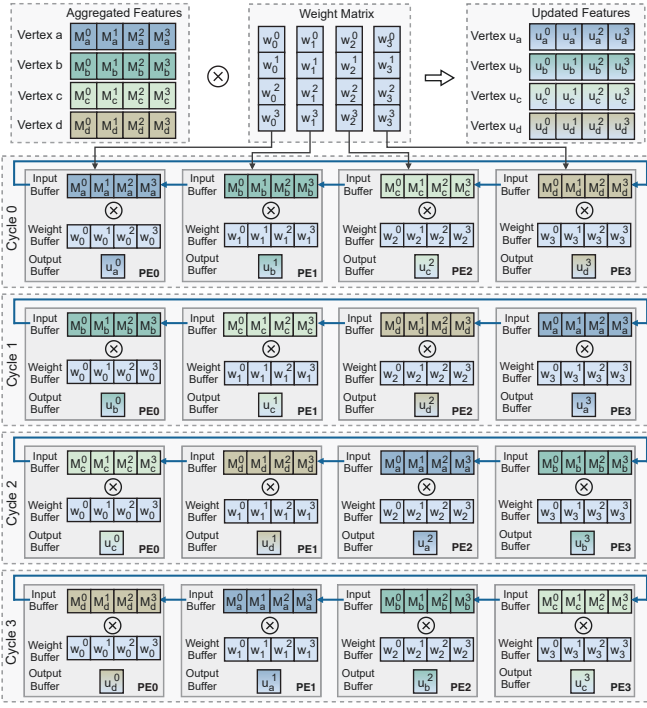 Aggregated Features Weight Matrix Updated Features
Vertex a M_a^0 M_a^1 M_a^2 M_a^3 w_0^0 w_1^0 w_2^0 w_3^0 Vertex u_a u_a^0 u_a^1 u_a^2 u_a^3
Vertex b M_b^0 M_b^1 M_b^2 M_b^3 ⊗ w_0^1 w_1^1 w_2^1 w_3^1 ⇨ Vertex u_b u_b^0 u_b^1 u_b^2 u_b^3
Vertex c M_c^0 M_c^1 M_c^2 M_c^3 w_0^2 w_1^2 w_2^2 w_3^2 Vertex u_c u_c^0 u_c^1 u_c^2 u_c^3
Vertex d M_d^0 M_d^1 M_d^2 M_d^3 w_0^3 w_1^3 w_2^3 w_3^3 Vertex u_d u_d^0 u_d^1 u_d^2 u_d^3
Cycle 0
Input Buffer M_a^0 M_a^1 M_a^2 M_a^3 Input Buffer M_b^0 M_b^1 M_b^2 M_b^3 Input Buffer M_c^0 M_c^1 M_c^2 M_c^3 Input Buffer M_d^0 M_d^1 M_d^2 M_d^3
⊗ ⊗ ⊗ ⊗
Weight Buffer w_0^0 w_0^1 w_0^2 w_0^3 Weight Buffer w_1^0 w_1^1 w_1^2 w_1^3 Weight Buffer w_2^0 w_2^1 w_2^2 w_2^3 Weight Buffer w_3^0 w_3^1 w_3^2 w_3^3
Output Buffer u_a^0 PE0 Output Buffer u_b^1 PE1 Output Buffer u_c^2 PE2 Output Buffer u_d^3 PE3
Cycle 1
Input Buffer M_b^0 M_b^1 M_b^2 M_b^3 Input Buffer M_c^0 M_c^1 M_c^2 M_c^3 Input Buffer M_d^0 M_d^1 M_d^2 M_d^3 Input Buffer M_a^0 M_a^1 M_a^2 M_a^3
⊗ ⊗ ⊗ ⊗
Weight Buffer w_0^0 w_0^1 w_0^2 w_0^3 Weight Buffer w_1^0 w_1^1 w_1^2 w_1^3 Weight Buffer w_2^0 w_2^1 w_2^2 w_2^3 Weight Buffer w_3^0 w_3^1 w_3^2 w_3^3
Output Buffer u_b^0 PE0 Output Buffer u_c^1 PE1 Output Buffer u_d^2 PE2 Output Buffer u_a^3 PE3
Cycle 2
Input Buffer M_c^0 M_c^1 M_c^2 M_c^3 Input Buffer M_d^0 M_d^1 M_d^2 M_d^3 Input Buffer M_a^0 M_a^1 M_a^2 M_a^3 Input Buffer M_b^0 M_b^1 M_b^2 M_b^3
⊗ ⊗ ⊗ ⊗
Weight Buffer w_0^0 w_0^1 w_0^2 w_0^3 Weight Buffer w_1^0 w_1^1 w_1^2 w_1^3 Weight Buffer w_2^0 w_2^1 w_2^2 w_2^3 Weight Buffer w_3^0 w_3^1 w_3^2 w_3^3
Output Buffer u_c^0 PE0 Output Buffer u_d^1 PE1 Output Buffer u_a^2 PE2 Output Buffer u_b^3 PE3
Cycle 3
Input Buffer M_d^0 M_d^1 M_d^2 M_d^3 Input Buffer M_a^0 M_a^1 M_a^2 M_a^3 Input Buffer M_b^0 M_b^1 M_b^2 M_b^3 Input Buffer M_c^0 M_c^1 M_c^2 M_c^3
⊗ ⊗ ⊗ ⊗
Weight Buffer w_0^0 w_0^1 w_0^2 w_0^3 Weight Buffer w_1^0 w_1^1 w_1^2 w_1^3 Weight Buffer w_2^0 w_2^1 w_2^2 w_2^3 Weight Buffer w_3^0 w_3^1 w_3^2 w_3^3
Output Buffer u_d^0 PE0 Output Buffer u_a^1 PE1 Output Buffer u_b^2 PE2 Output Buffer u_c^3 PE3